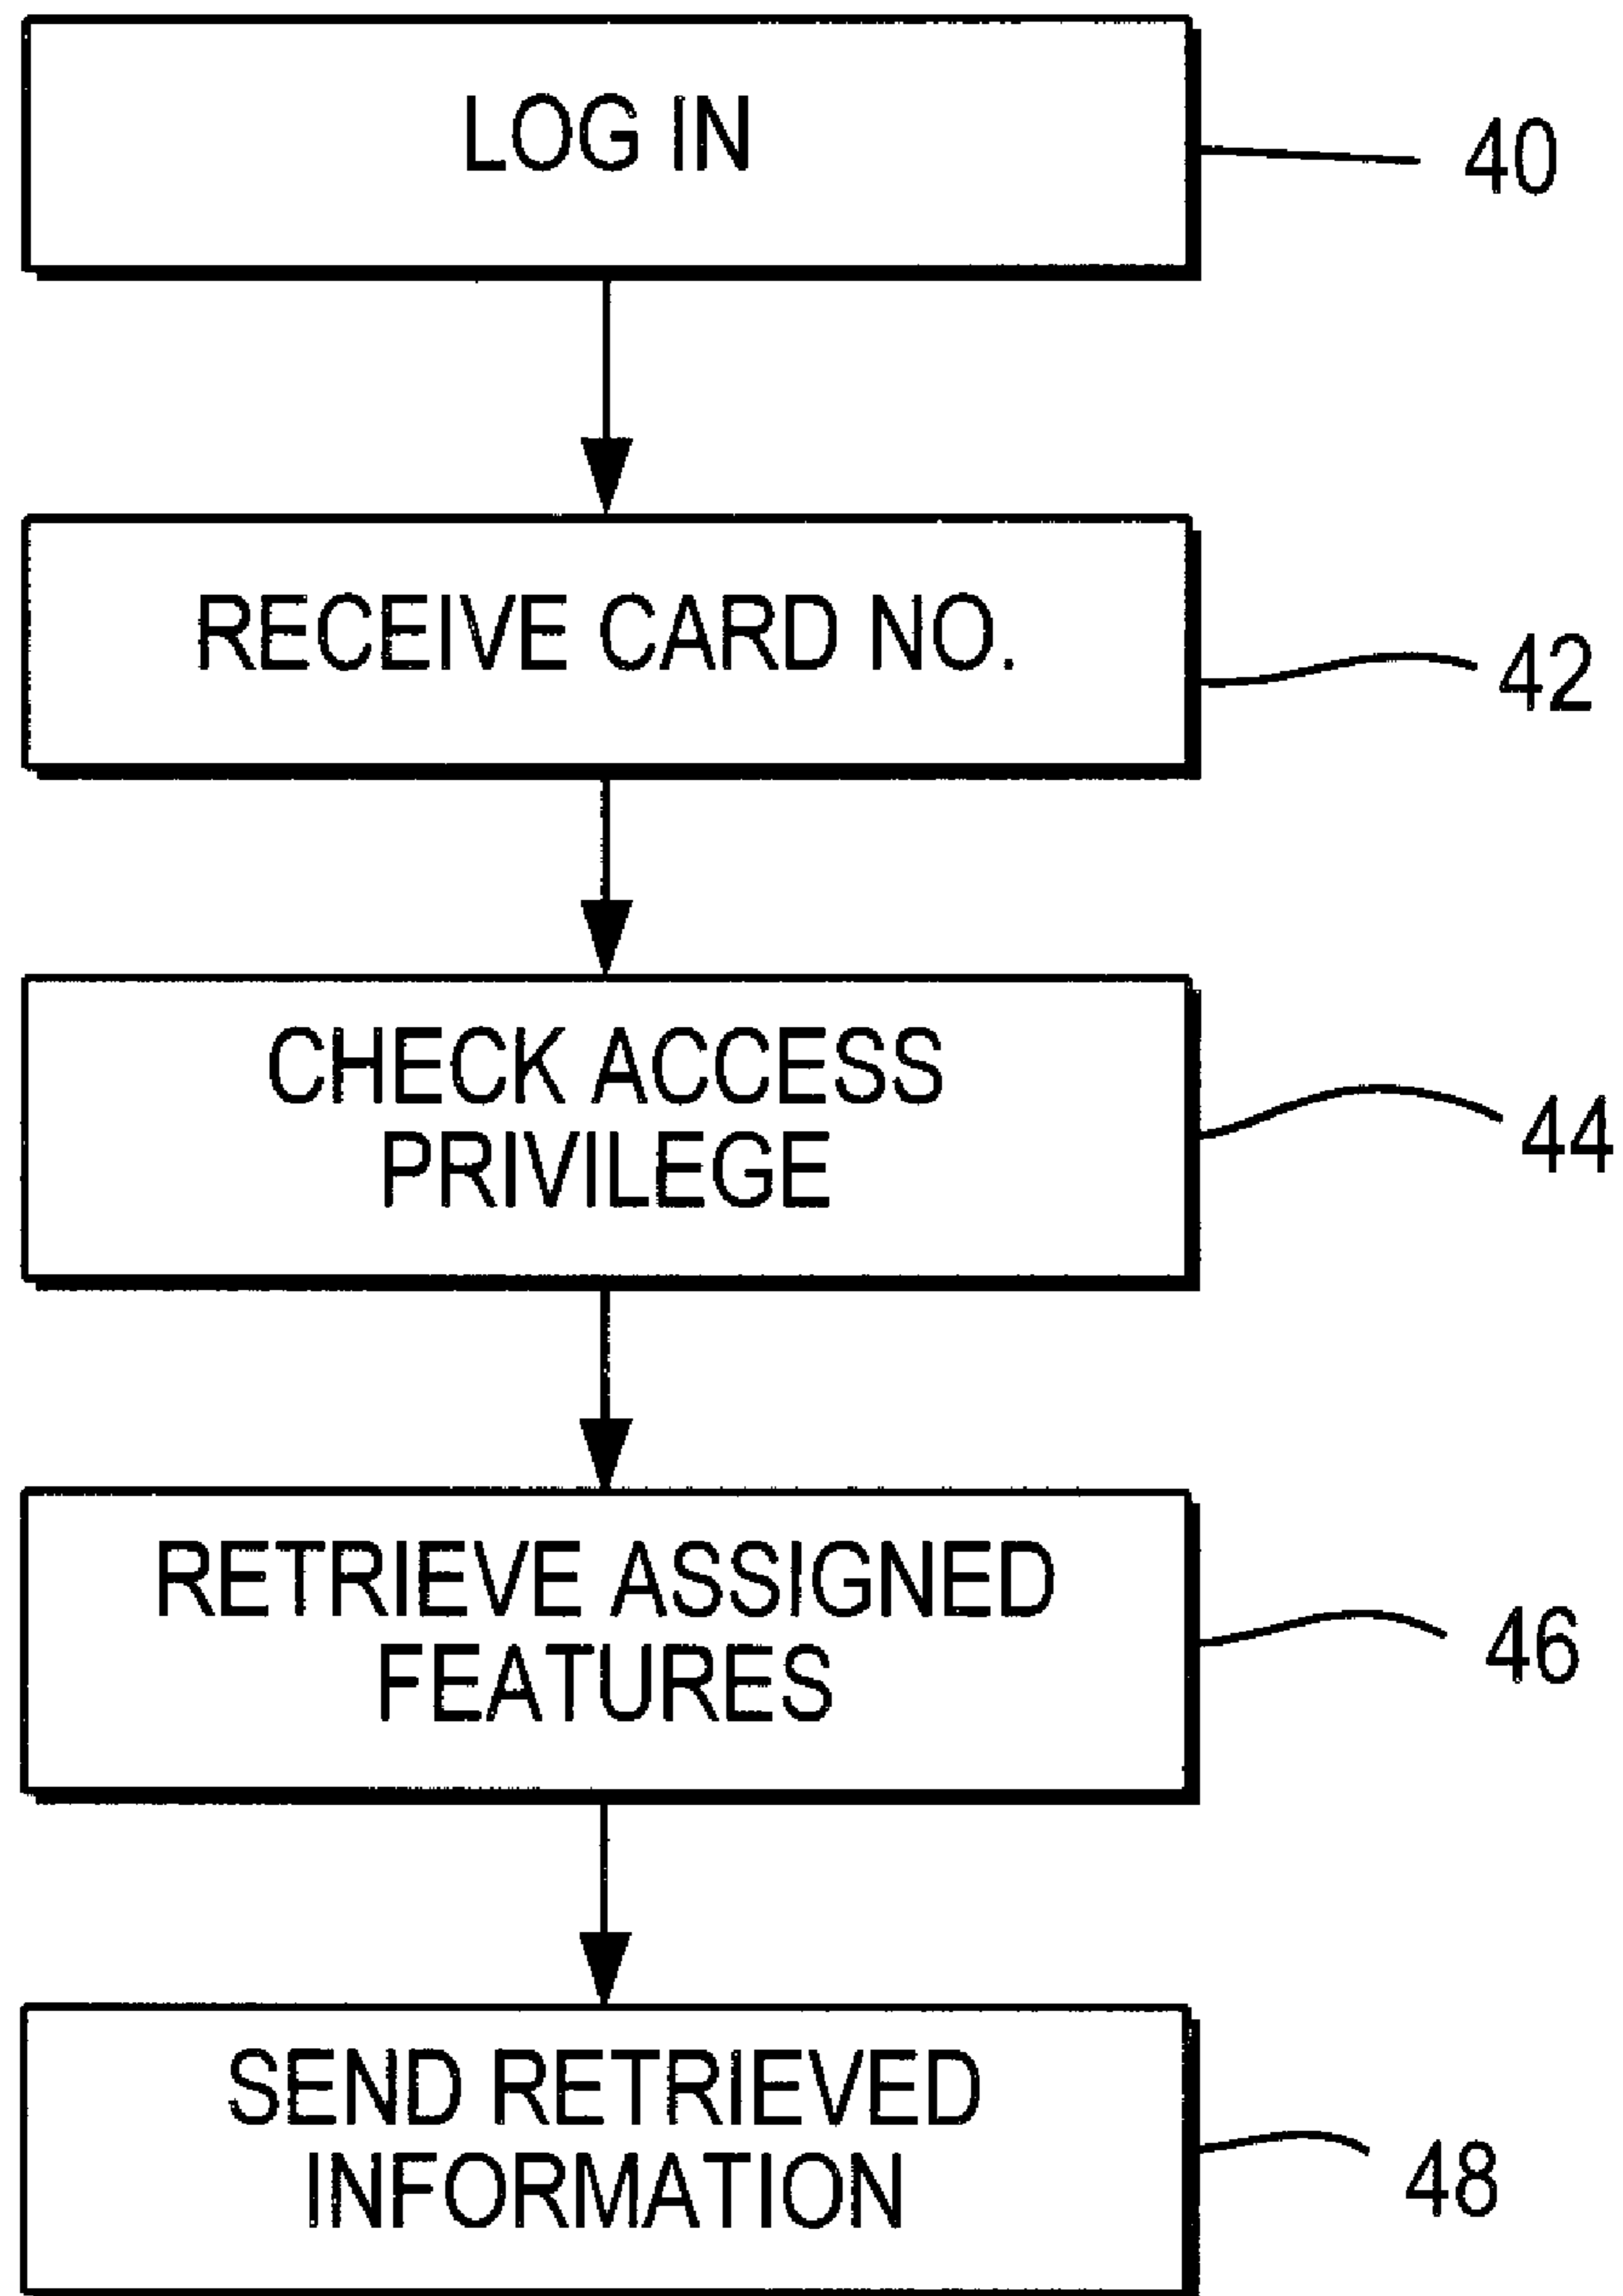 LOG IN
40
RECEIVE CARD NO.
42
CHECK ACCESS
PRIVILEGE
44
RETRIEVE ASSIGNED
FEATURES
46
SEND RETRIEVED
INFORMATION
48